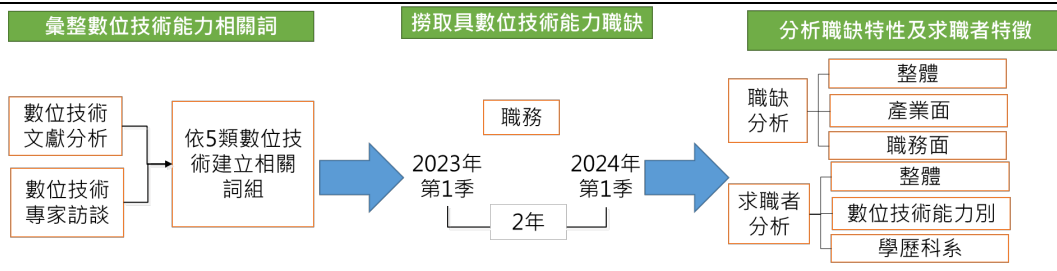 彙整數位技術能力相關詞
數位技術
文獻分析
數位技術
專家訪談
依5類數位技
術建立相關
詞組
撈取具數位技術能力職缺
職務
2023年
第1季
2024年
第1季
2年
分析職缺特性及求職者特徵
職缺
分析
整體
產業面
職務面
求職者
分析
整體
數位技術能力別
學歷科系